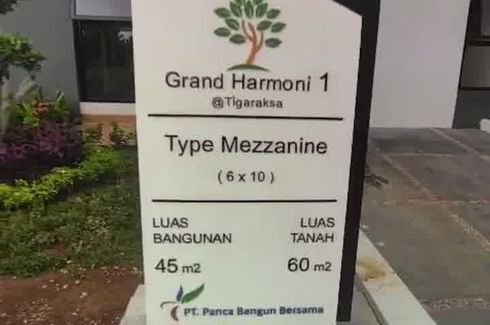 Grand Harmoni 1
@Tigaraksa
Type Mezzanine
( 6 x 10 )
LUAS BANGUNAN
45 m2
LUAS TANAH
60 m2
PT. Panca Bangun Bersama